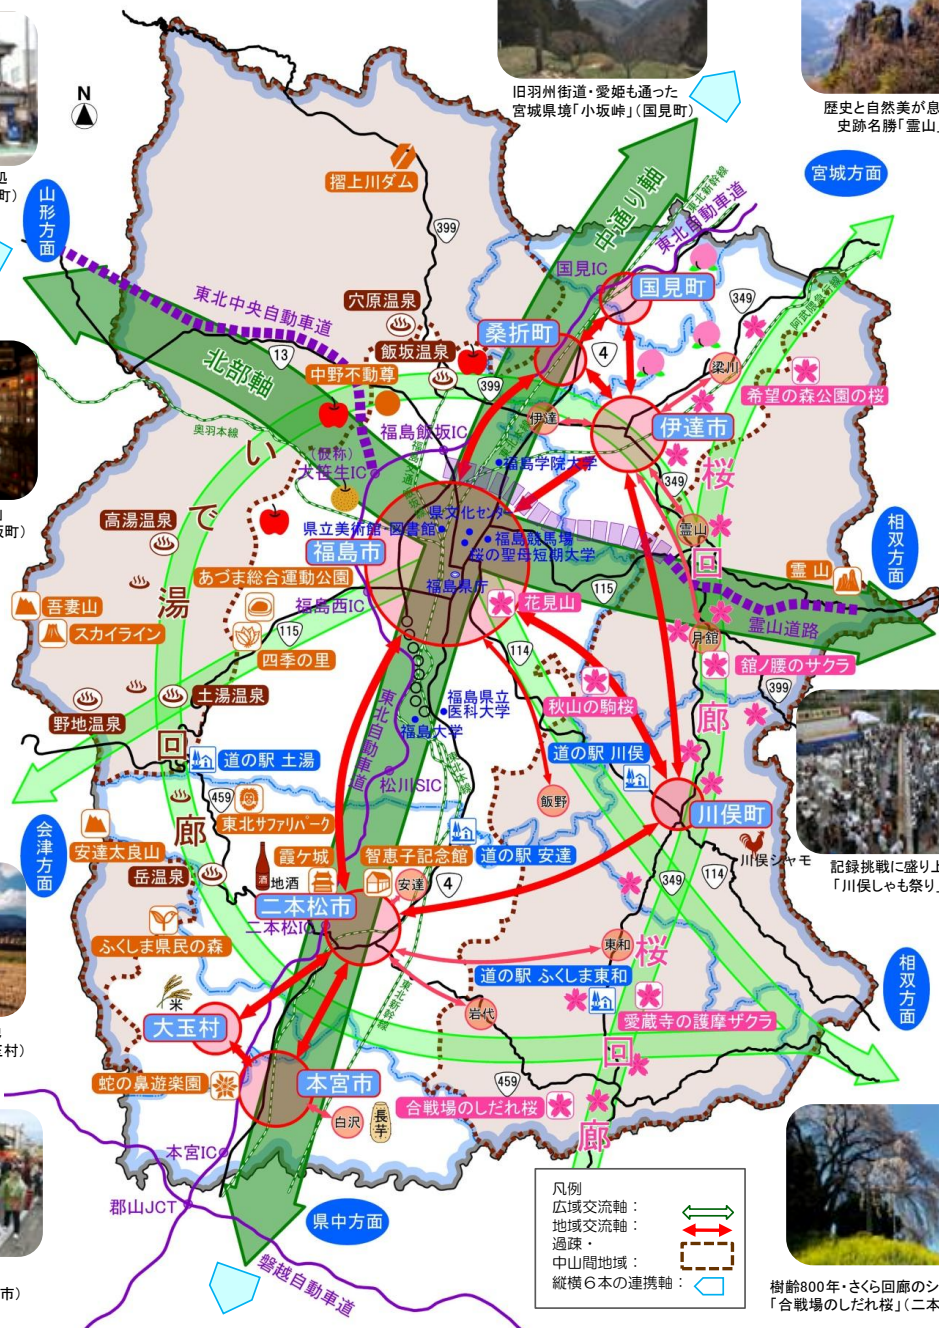 旧羽州街道・愛姫も通った
宮城県境「小坂峠」(国見町)
歴史と自然美が息
史跡名勝「霊山」
N
処
町)
山形方面
宮城方面
摺上川ダム
399
中通り軸
東北新幹線
東北自動車道
国見IC
国見町
349
阿武隈急行線
東北中央自動車道
穴原温泉
飯坂温泉
桑折町
4
13
北部軸
中野不動尊
399
梁川
希望の森公園の桜
伊達
伊達市
奥羽本線
福島飯坂IC
(仮称)
大笹生IC
福島学院大学
349
桜
回
廊
い
で
湯
回
廊
高湯温泉
県文化センター
県立美術館・図書館
福島競馬場
桜の聖母短期大学
福島市
福島県庁
霊山
相双方面
霊 山
115
霊山道路
月舘
あづま総合運動公園
吾妻山
スカイライン
福島西IC
115
四季の里
花見山
114
舘ノ腰のサクラ
399
土湯温泉
野地温泉
秋山の駒桜
福島県立
医科大学
福島大学
東北自動車道
道の駅 土湯
道の駅 川俣
松川SIC
飯野
459
東北サファリパーク
川俣町
会津方面
安達太良山
霞ケ城
智恵子記念館
道の駅 安達
川俣シャモ
記録挑戦に盛り上
「川俣しゃも祭り」
岳温泉
酒
地酒
安達
4
349
114
二本松市
二本松IC
ふくしま県民の森
東和
桜
回
廊
道の駅 ふくしま東和
相双方面
米
東北新幹線
岩代
愛蔵寺の護摩ザクラ
大玉村
玉村)
蛇の鼻遊楽園
本宮市
459
合戦場のしだれ桜
白沢
長芋
本宮IC
郡山JCT
県中方面
磐越自動車道
市)
凡例
広域交流軸:
地域交流軸:
過疎・
中山間地域:
縦横6本の連携軸:
樹齢800年・さくら回廊のシ
「合戦場のしだれ桜」(二本